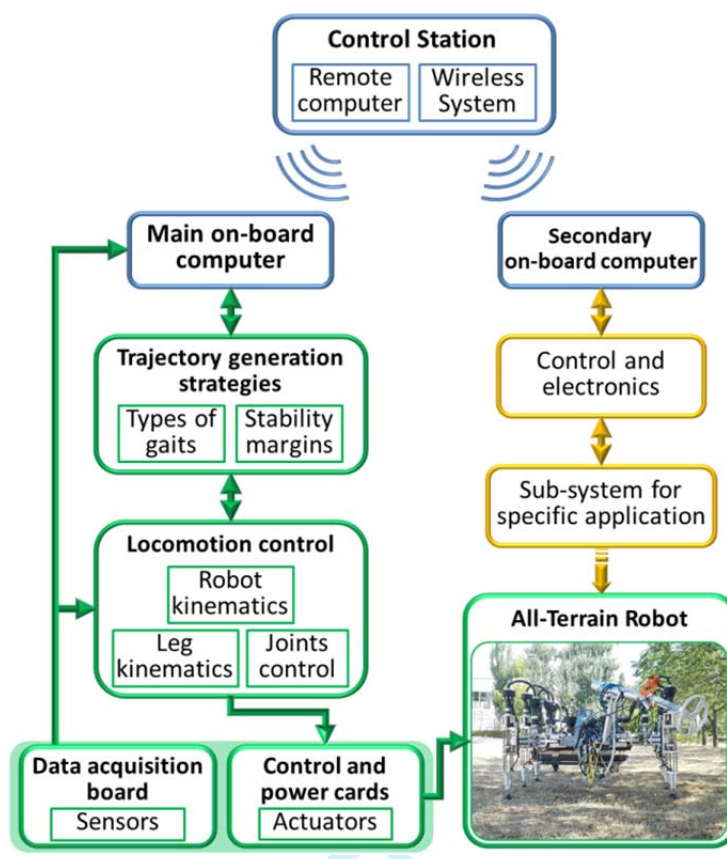 Control Station
Remote
computer
Wireless
System
Main on-board
computer
Secondary
on-board computer
Trajectory generation
strategies
Types of
gaits
Stability
margins
Control and
electronics
Sub-system for
specific application
Locomotion control
Robot
kinematics
Leg
kinematics
Joints
control
All-Terrain Robot
Data acquisition
board
Sensors
Control and
power cards
Actuators